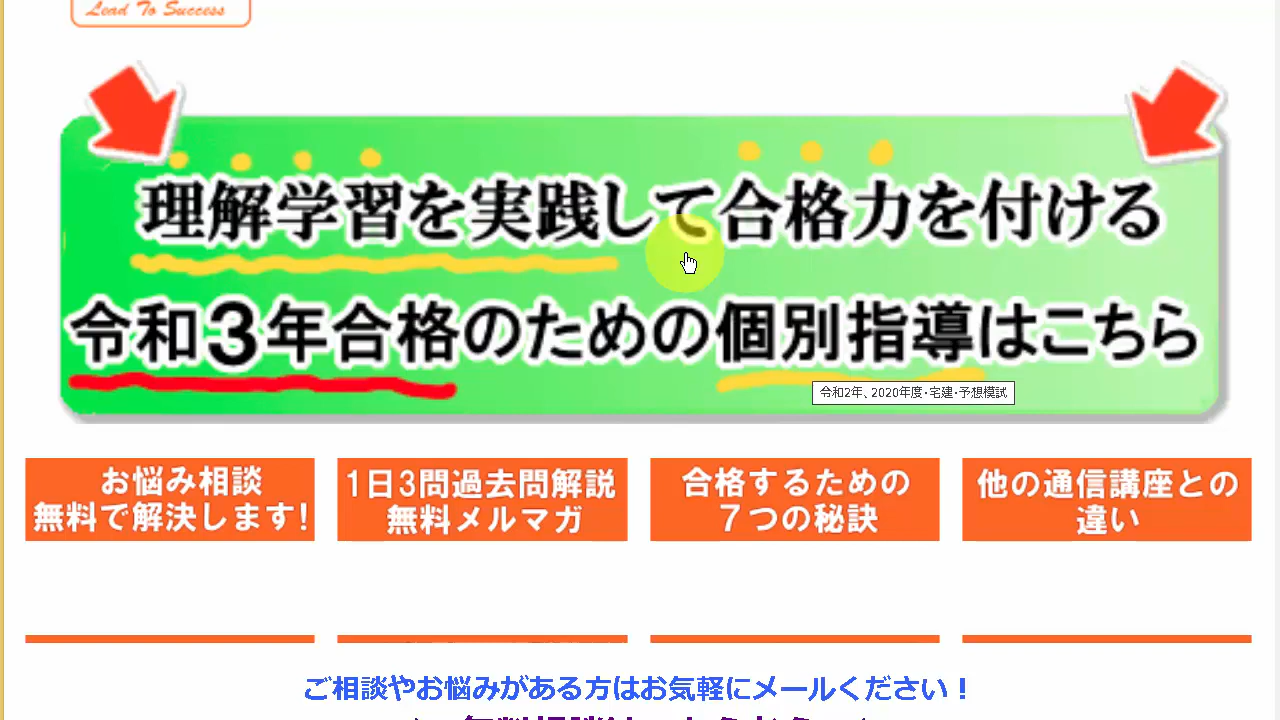 Lead To Success
理解学習を実践して合格力を付ける
令和3年合格のための個別指導はこちら
令和2年、2020年度・宅建・予想模試
お悩み相談
無料で解決します!
1日3問過去問解説
無料メルマガ
合格するための
７つの秘訣
他の通信講座との
違い
ご相談やお悩みがある方はお気軽にメールください！